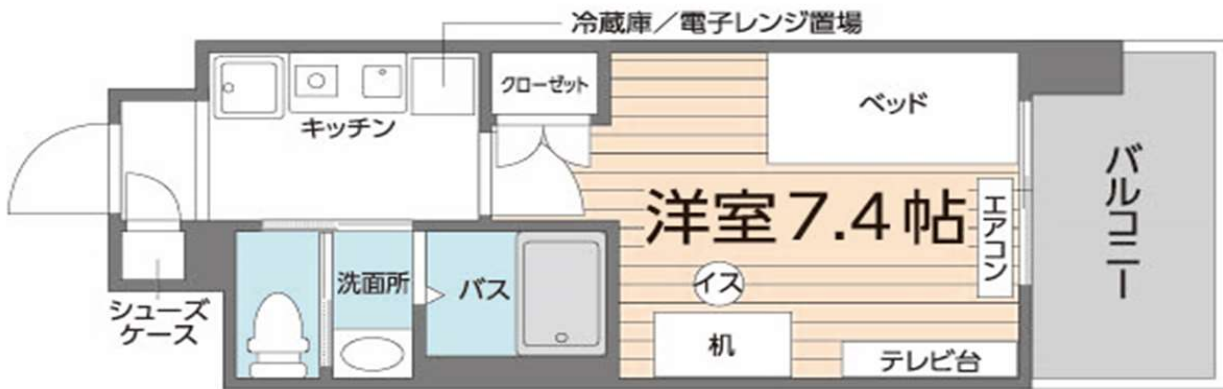 冷蔵庫／電子レンジ置場
クローゼット
ベッド
キッチン
バルコニー
洋室7.4帖
エアコン
イス
洗面所
バス
シューズ
ケース
机
テレビ台